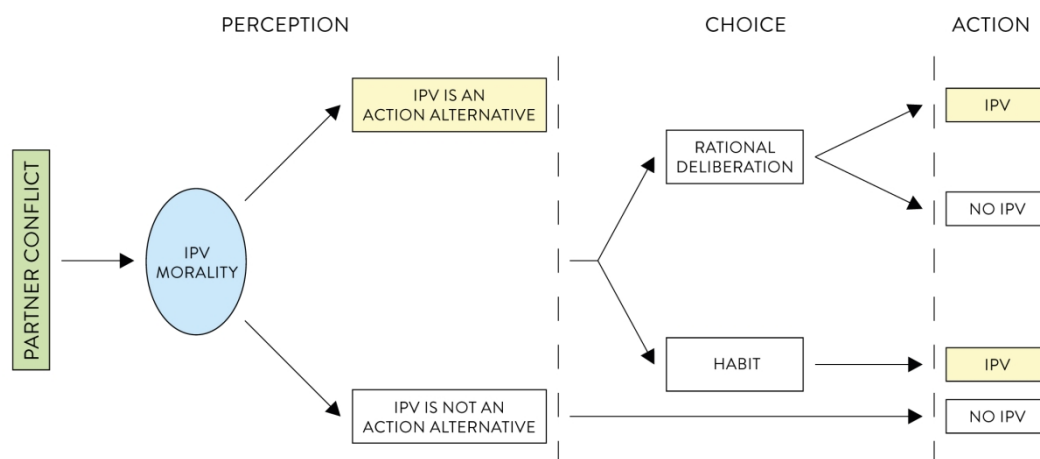 PERCEPTION
CHOICE
ACTION
IPV IS AN
ACTION ALTERNATIVE
IPV
RATIONAL
DELIBERATION
NO IPV
PARTNER CONFLICT
IPV
MORALITY
HABIT
IPV
IPV IS NOT AN
ACTION ALTERNATIVE
NO IPV